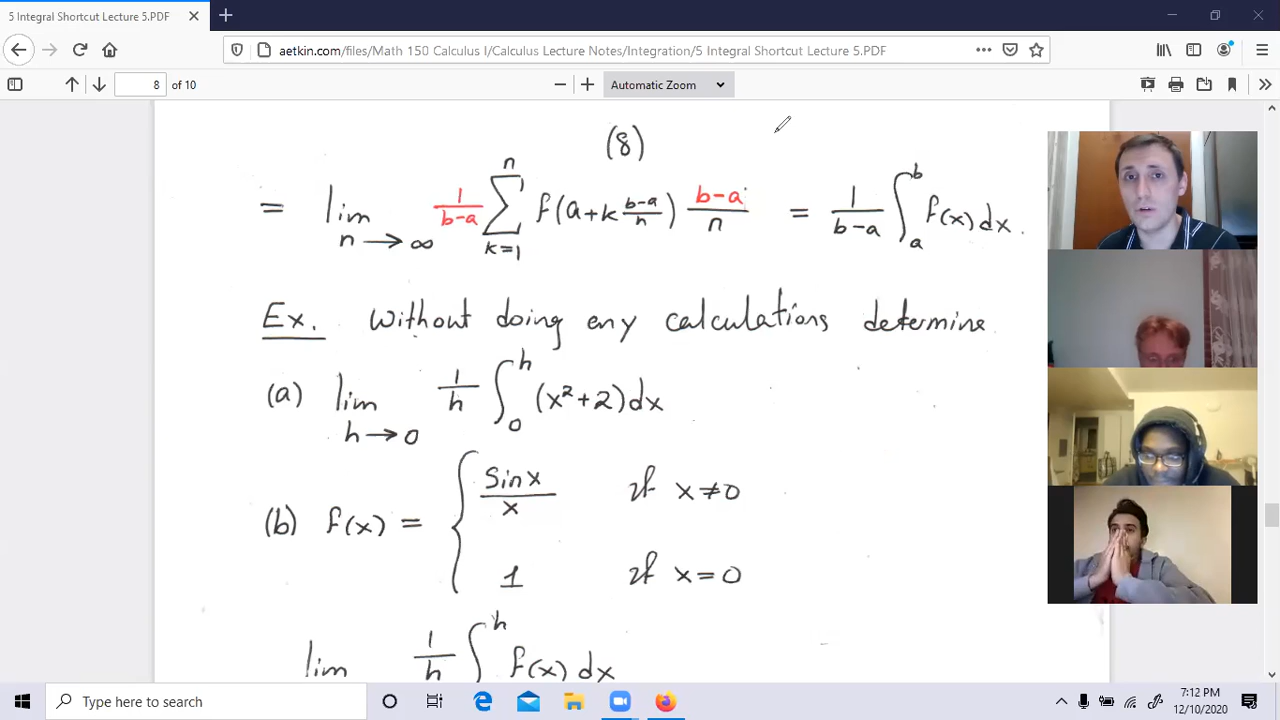 5 Integral Shortcut Lecture 5.PDF
aetkin.com/files/Math 150 Calculus I/Calculus Lecture Notes/Integration/5 Integral Shortcut Lecture 5.PDF
8 of 10
Automatic Zoom
(8)
= lim n→∞ 1/(b-a) Σ k=1 n f(a+k (b-a)/n) (b-a)/n = 1/(b-a) ∫ a b f(x)dx.
Ex. Without doing any calculations determine
(a) lim h→0 1/h ∫ 0 h (x²+2)dx
(b) f(x) = { sin x / x if x≠0
1 if x=0
lim 1/h ∫ h f(x) dx
Type here to search
7:12 PM
12/10/2020